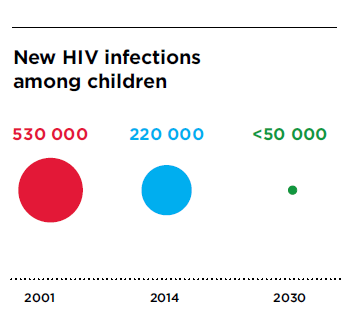 New HIV infections
among children
530 000 220 000 <50 000
2001 2014 2030